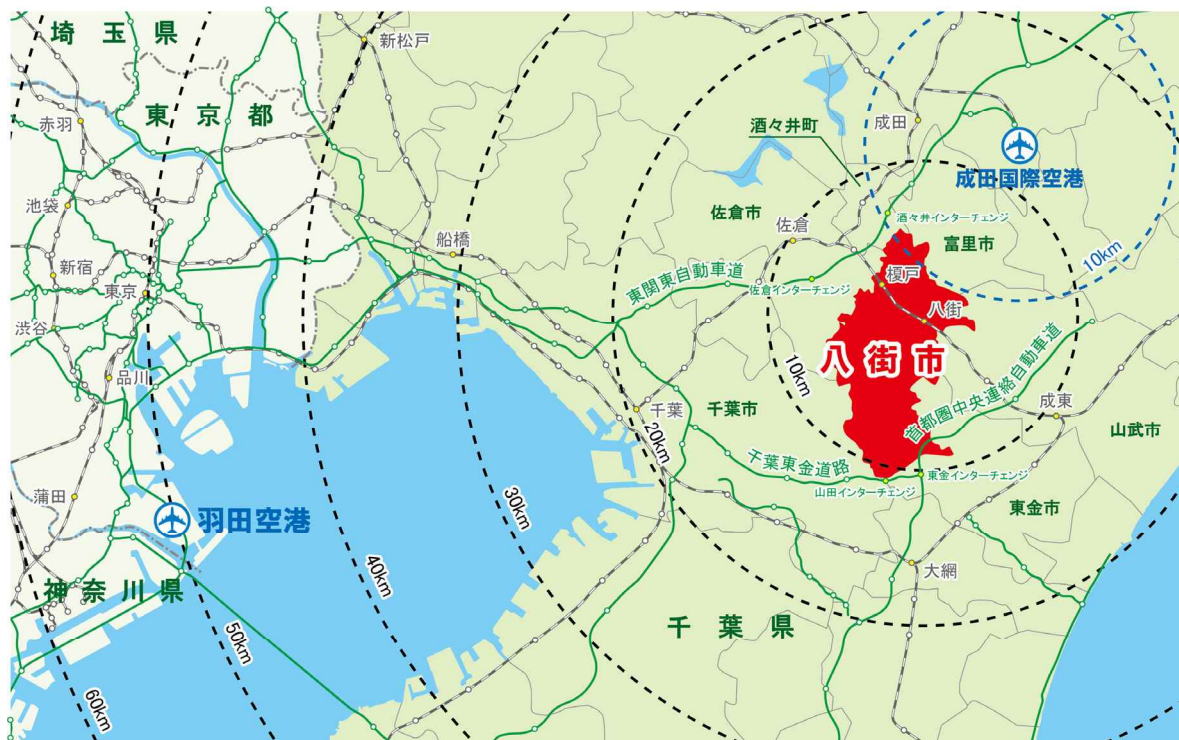 埼玉県
新松戸
東京都
赤羽
酒々井町
成田
成田国際空港
池袋
佐倉市
酒々井インターチェンジ
船橋
佐倉
富里市
10km
新宿
東関東自動車道
榎戸
東京
佐倉インターチェンジ
八街
渋谷
八街市
10km
首都圏中央連絡自動車道
品川
千葉
千葉市
成東
20km
山武市
千葉東金道路
東金インターチェンジ
山田インターチェンジ
蒲田
30km
羽田空港
東金市
大網
40km
神奈川県
千葉県
50km
60km